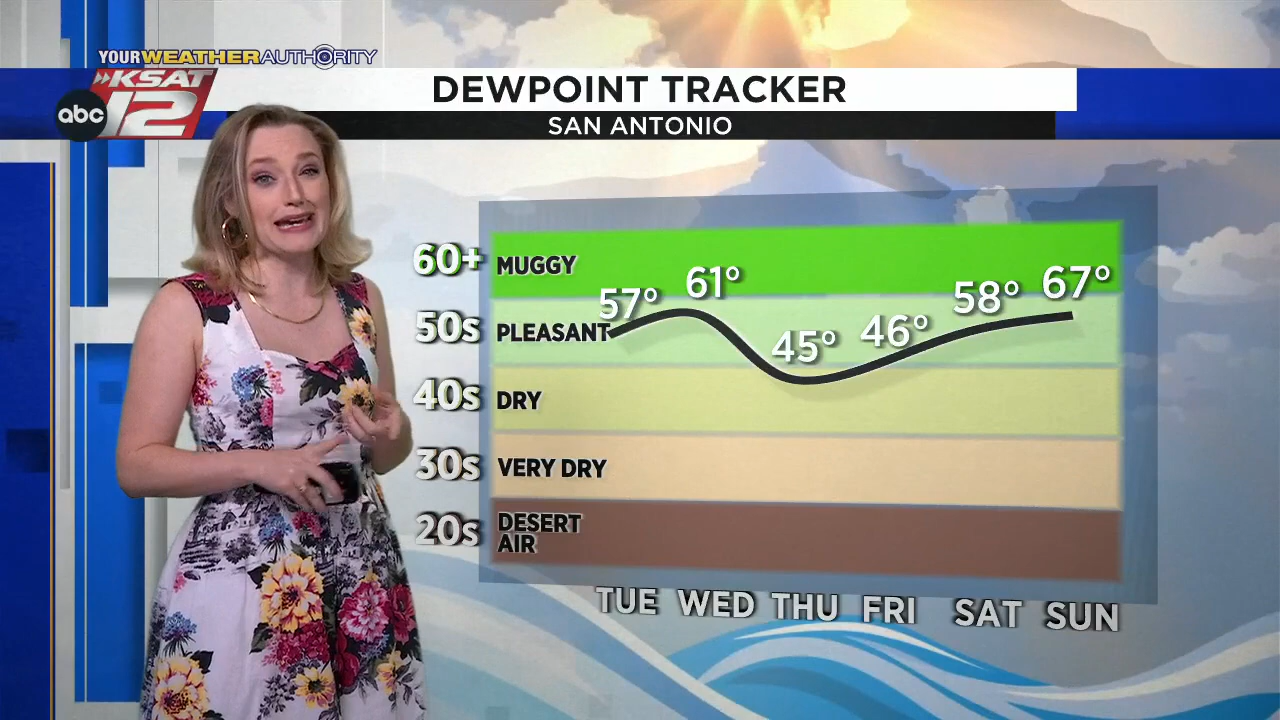 YOURWEATHERAUTHORITY
KSAT
abc 12
DEWPOINT TRACKER
SAN ANTONIO
60+ MUGGY
50s PLEASANT
40s DRY
30s VERY DRY
20s DESERT
AIR
57° 61° 45° 46° 58° 67°
TUE WED THU FRI SAT SUN